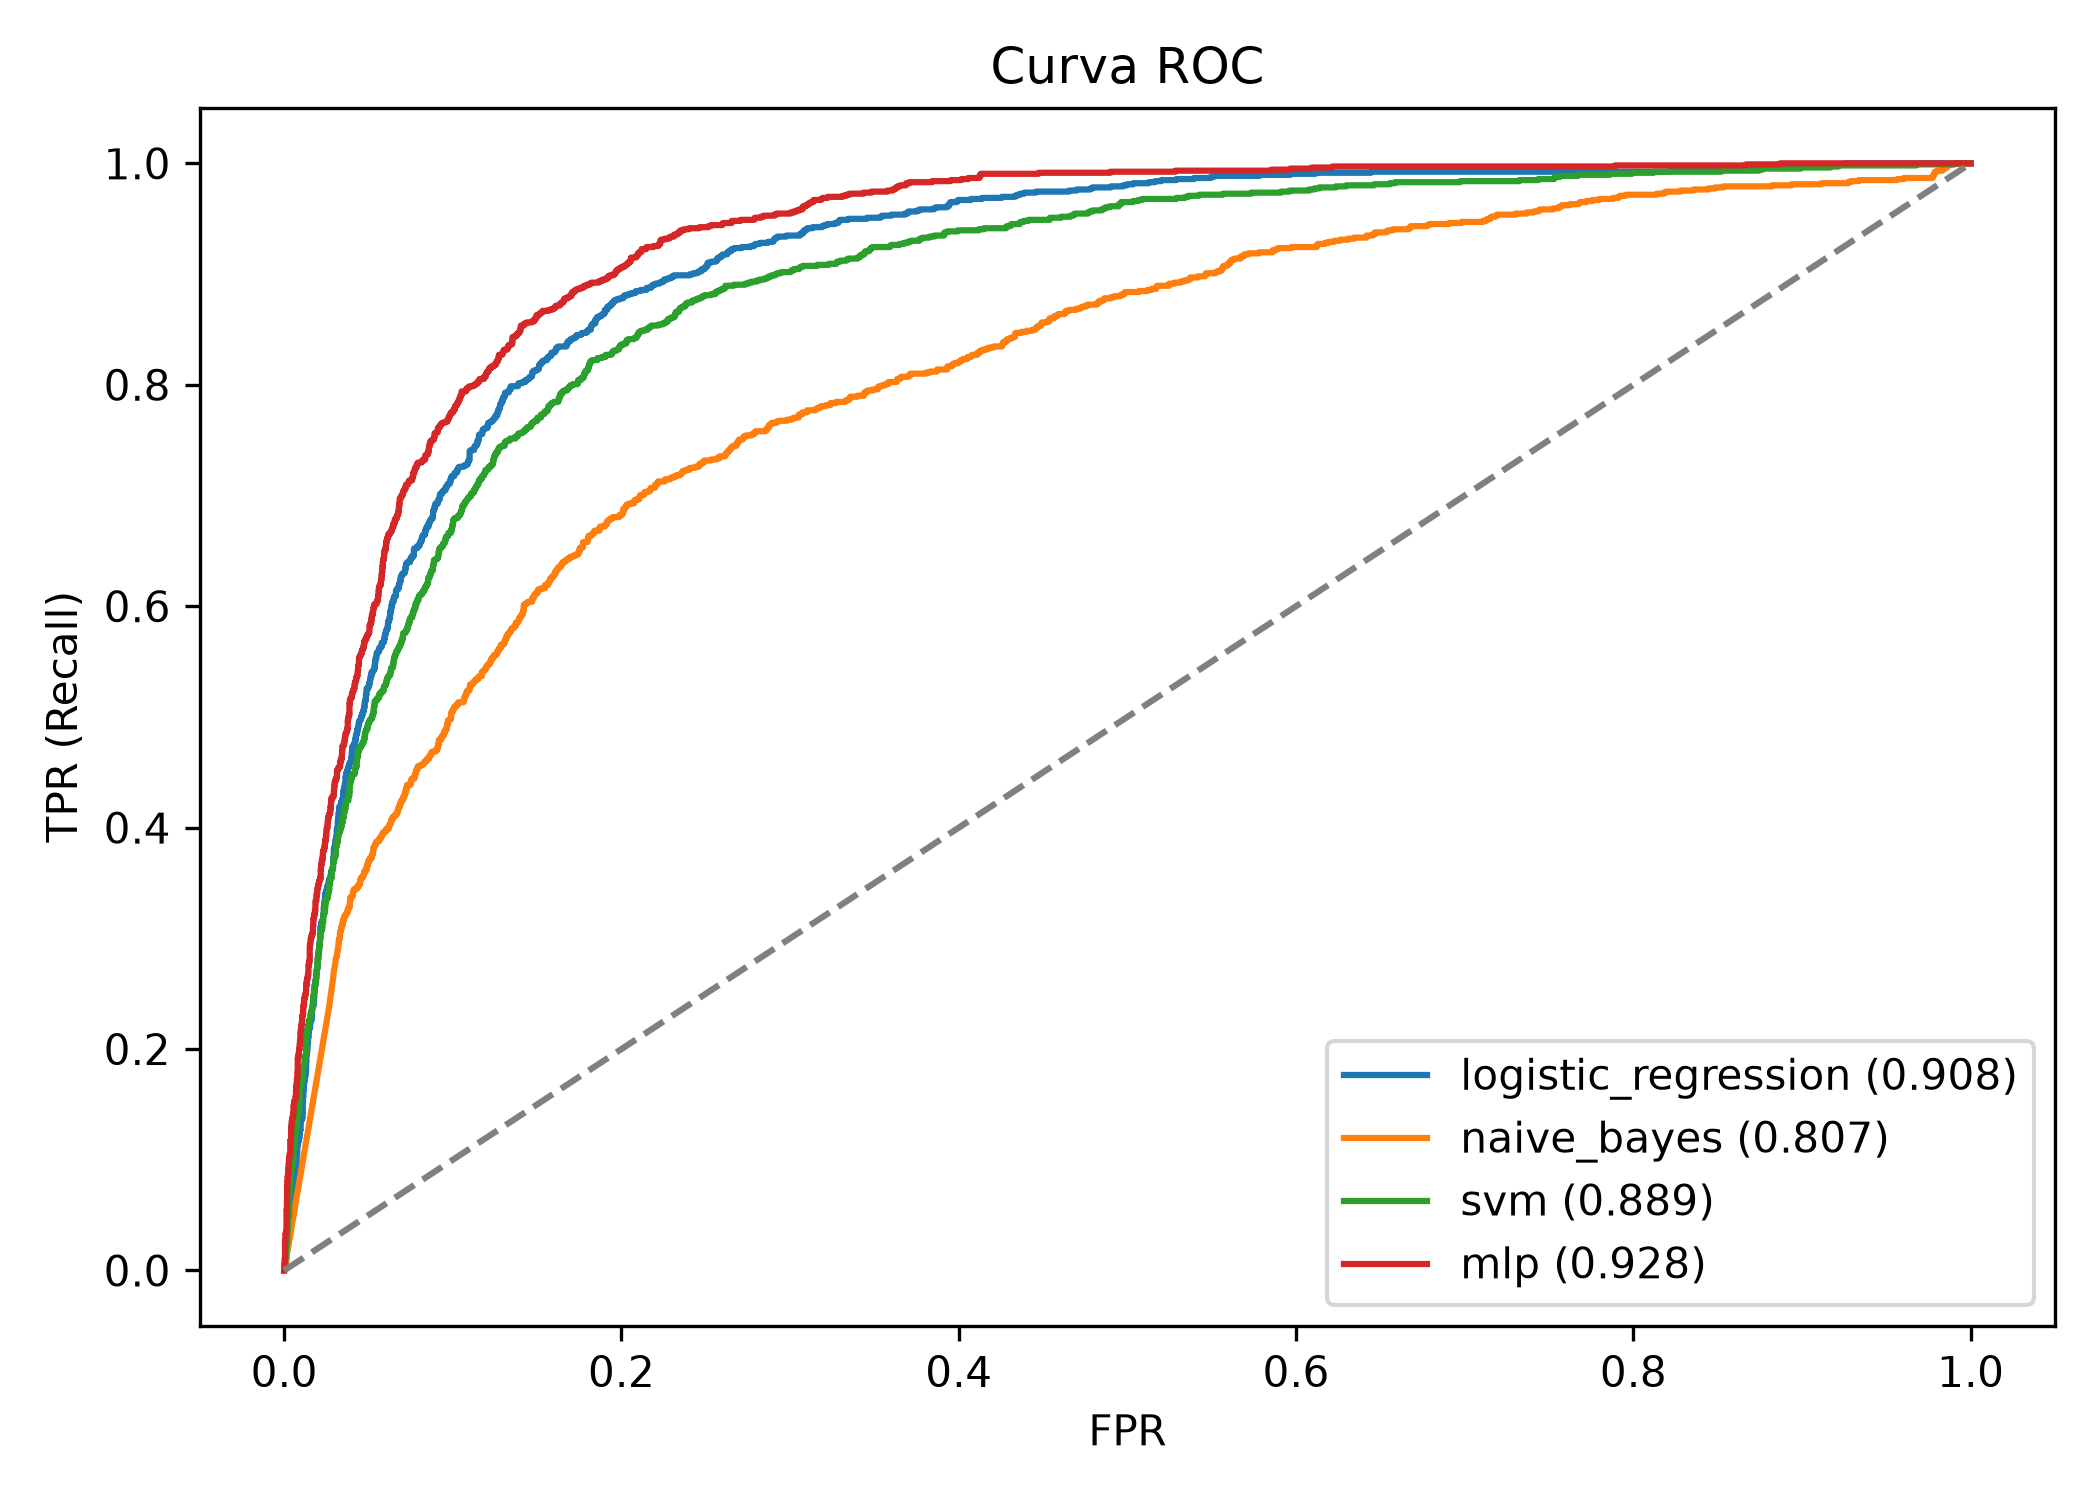 Curva ROC
1.0
0.8
0.6
0.4
0.2
0.0
TPR (Recall)
logistic_regression (0.908)
naive_bayes (0.807)
svm (0.889)
mlp (0.928)
0.0 0.2 0.4 0.6 0.8 1.0
FPR